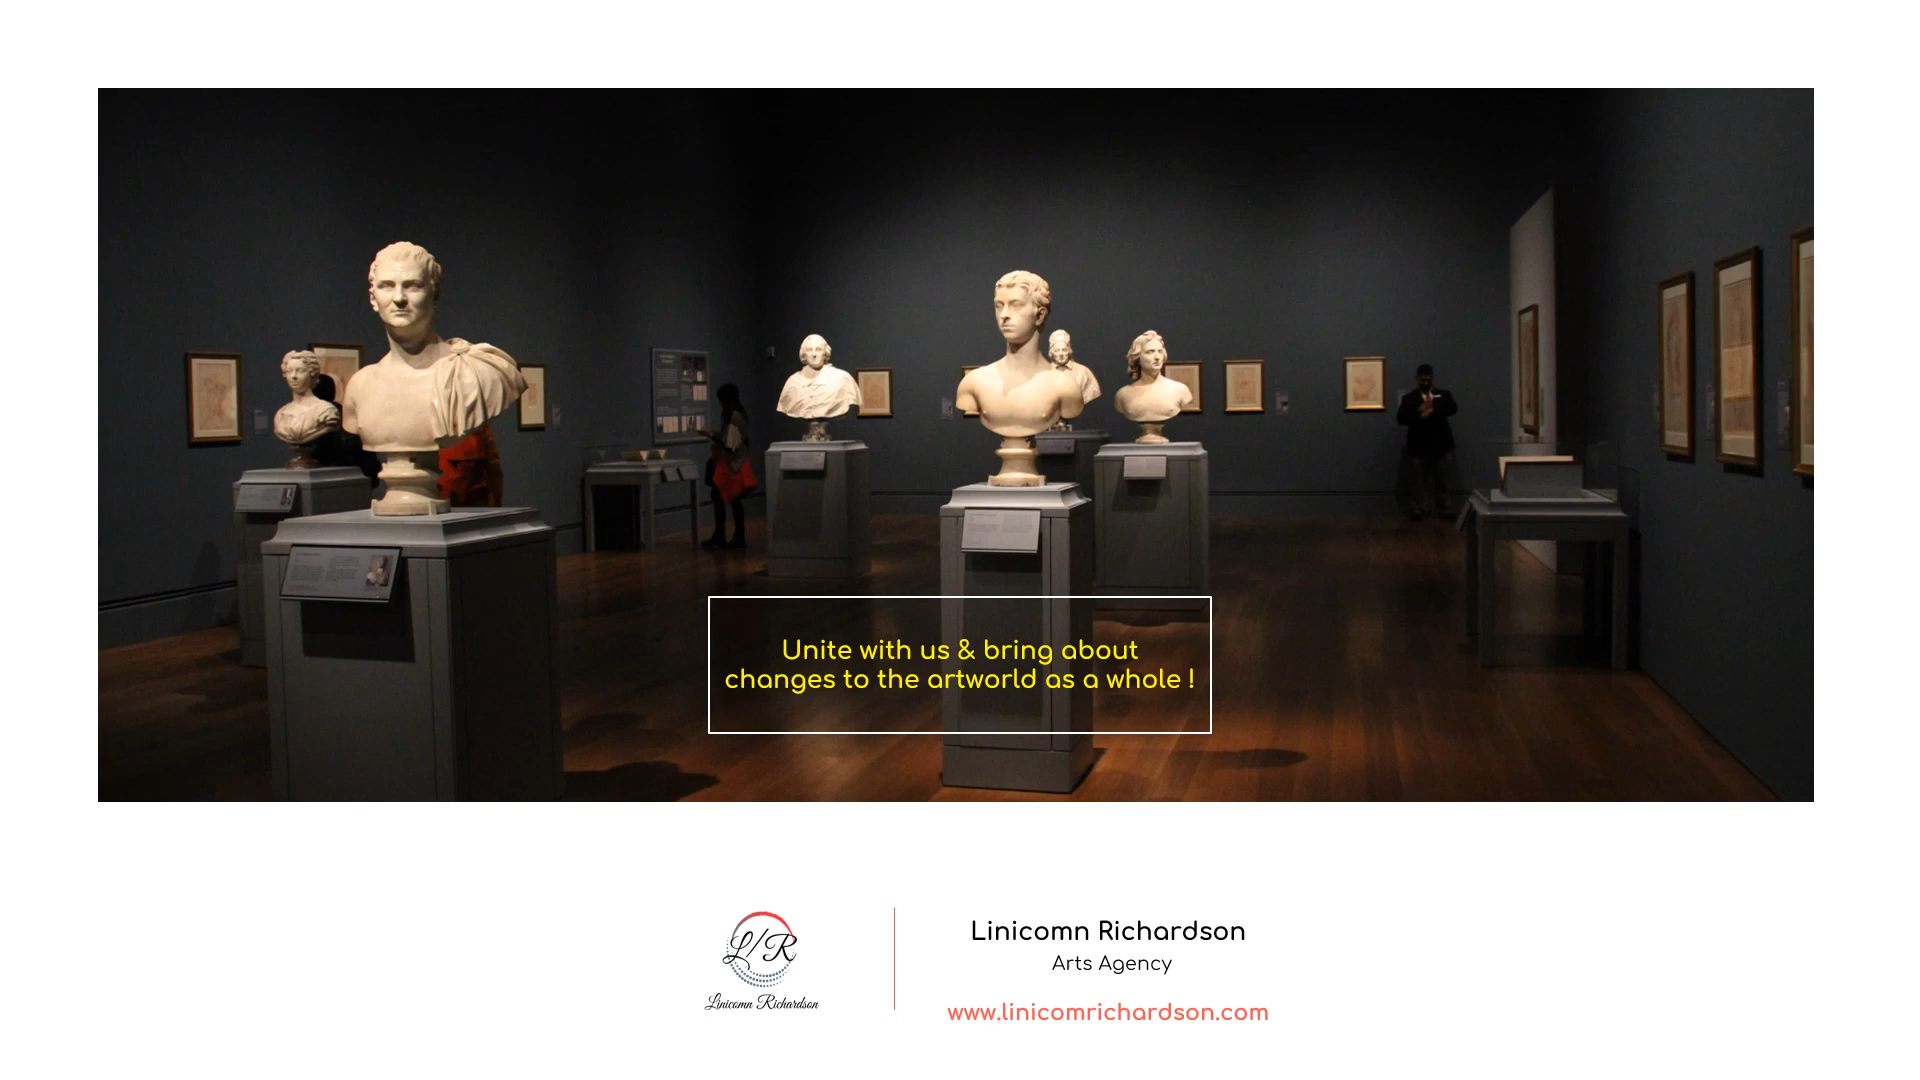 Unite with us & bring about
changes to the artworld as a whole !
L/R
Linicomn Richardson
Linicomn Richardson
Arts Agency
www.linicomrichardson.com